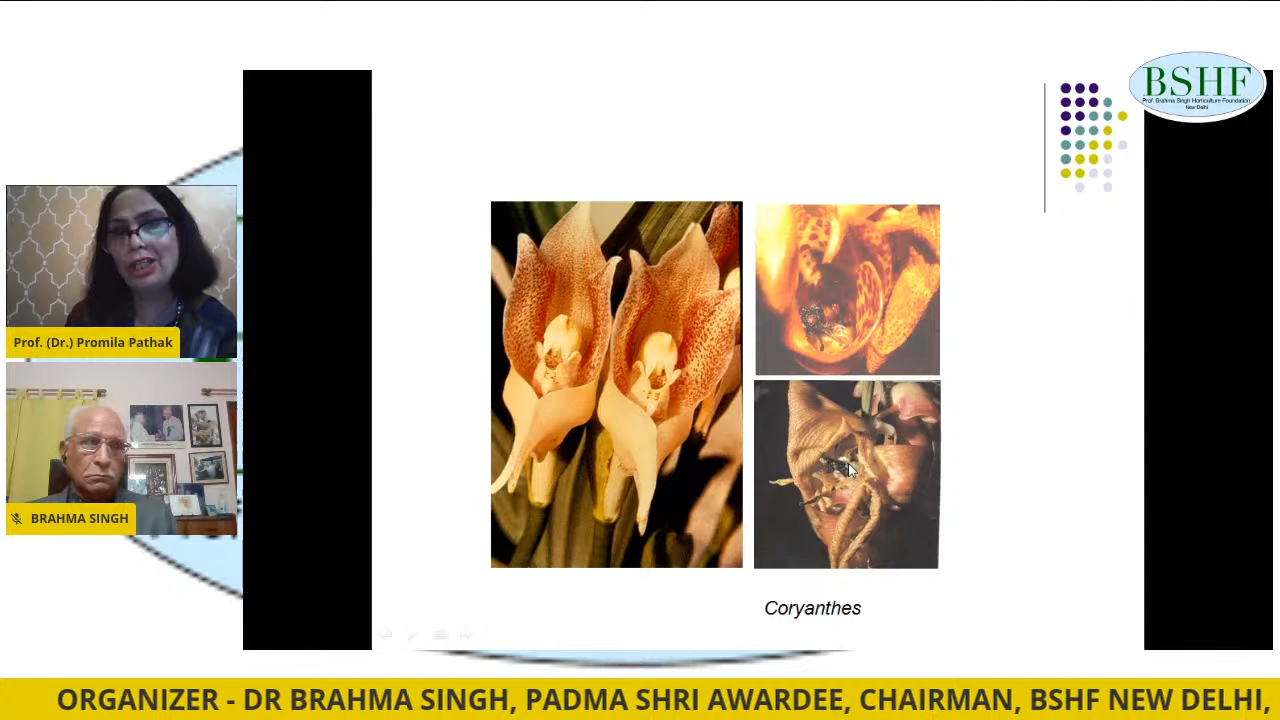 BSHF
Prof. Brahma Singh Horticulture Foundation
New Delhi
Prof. (Dr.) Promila Pathak
BRAHMA SINGH
Coryanthes
ORGANIZER - DR BRAHMA SINGH, PADMA SHRI AWARDEE, CHAIRMAN, BSHF NEW DELHI,